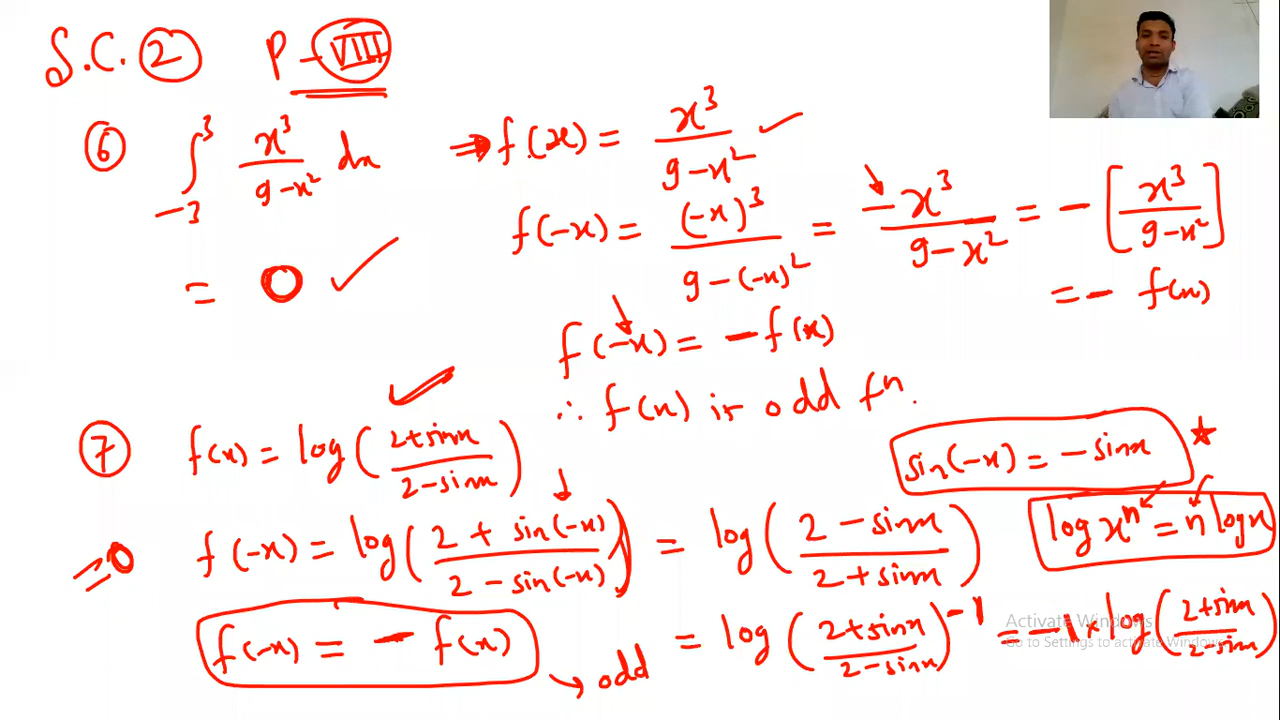 S.C. 2 P - VIII
6 ∫₋₃³ x³/(9-x²) dx ⇒ f(x) = x³/(9-x²) ✓
f(-x) = (-x)³/(9-(-x)²) = -x³/(9-x²) = -[x³/(9-x²)]
= 0 ✓ = - f(x)
f(-x) = -f(x)
∴ f(x) is odd fⁿ.
7 f(x) = log((2+sinx)/(2-sinx)) ✓
sin(-x) = -sinx ★
log xⁿ = n logx
⇒ 0 f(-x) = log((2 + sin(-x))/(2 - sin(-x))) = log((2 - sinx)/(2 + sinx))
f(-x) = - f(x) → odd = log((2+sinx)/(2-sinx))⁻¹ = -1 × log((2+sinx)/(2-sinx))
Activate Windows
Go to Settings to activate Windows.